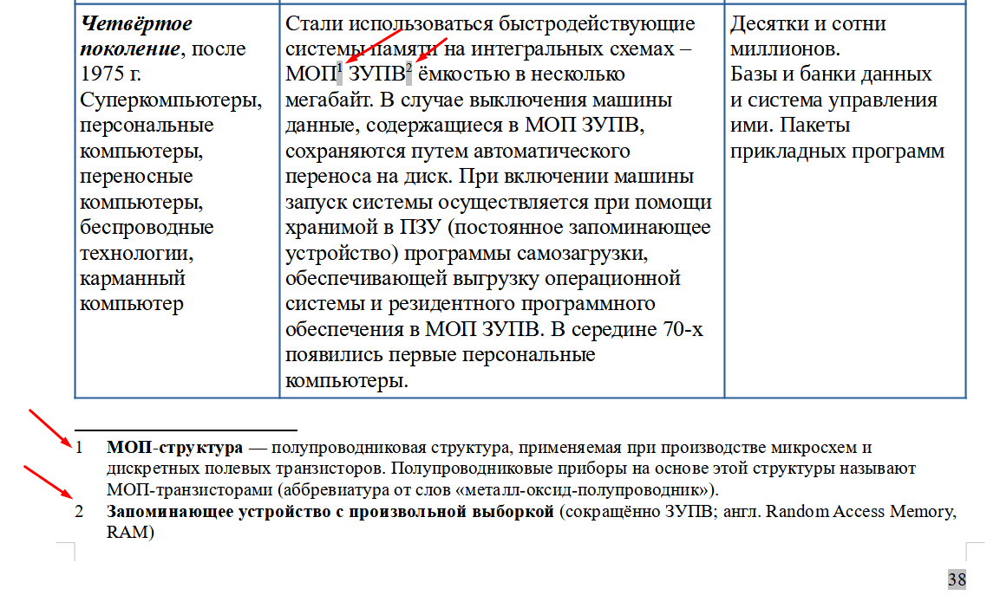 Четвёртое
поколение, после
1975 г.
Суперкомпьютеры,
персональные
компьютеры,
переносные
компьютеры,
беспроводные
технологии,
карманный
компьютер
Стали использоваться быстродействующие
системы памяти на интегральных схемах –
МОП1 ЗУПВ2 ёмкостью в несколько
мегабайт. В случае выключения машины
данные, содержащиеся в МОП ЗУПВ,
сохраняются путем автоматического
переноса на диск. При включении машины
запуск системы осуществляется при помощи
хранимой в ПЗУ (постоянное запоминающее
устройство) программы самозагрузки,
обеспечивающей выгрузку операционной
системы и резидентного программного
обеспечения в МОП ЗУПВ. В середине 70-х
появились первые персональные
компьютеры.
Десятки и сотни
миллионов.
Базы и банки данных
и система управления
ими. Пакеты
прикладных программ
1 МОП-структура — полупроводниковая структура, применяемая при производстве микросхем и
дискретных полевых транзисторов. Полупроводниковые приборы на основе этой структуры называют
МОП-транзисторами (аббревиатура от слов «металл-оксид-полупроводник»).
2 Запоминающее устройство с произвольной выборкой (сокращённо ЗУПВ; англ. Random Access Memory,
RAM)
38